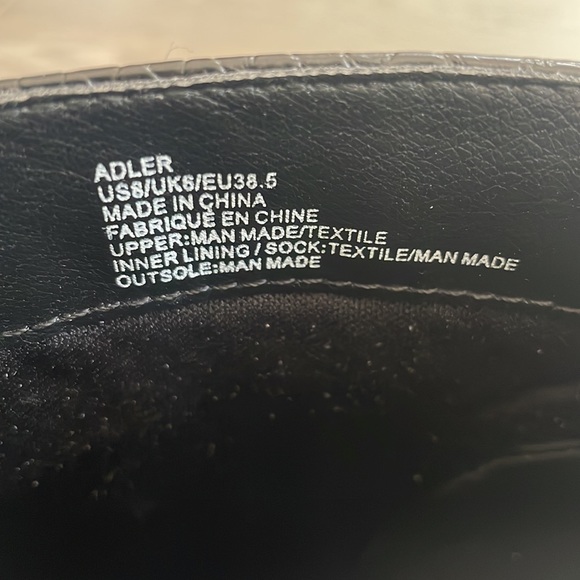 ADLER
US8/UK6/EU38.5
MADE IN CHINA
FABRIQUÉ EN CHINE
UPPER:MAN MADE/TEXTILE
INNER LINING / SOCK:TEXTILE/MAN MADE
OUTSOLE:MAN MADE